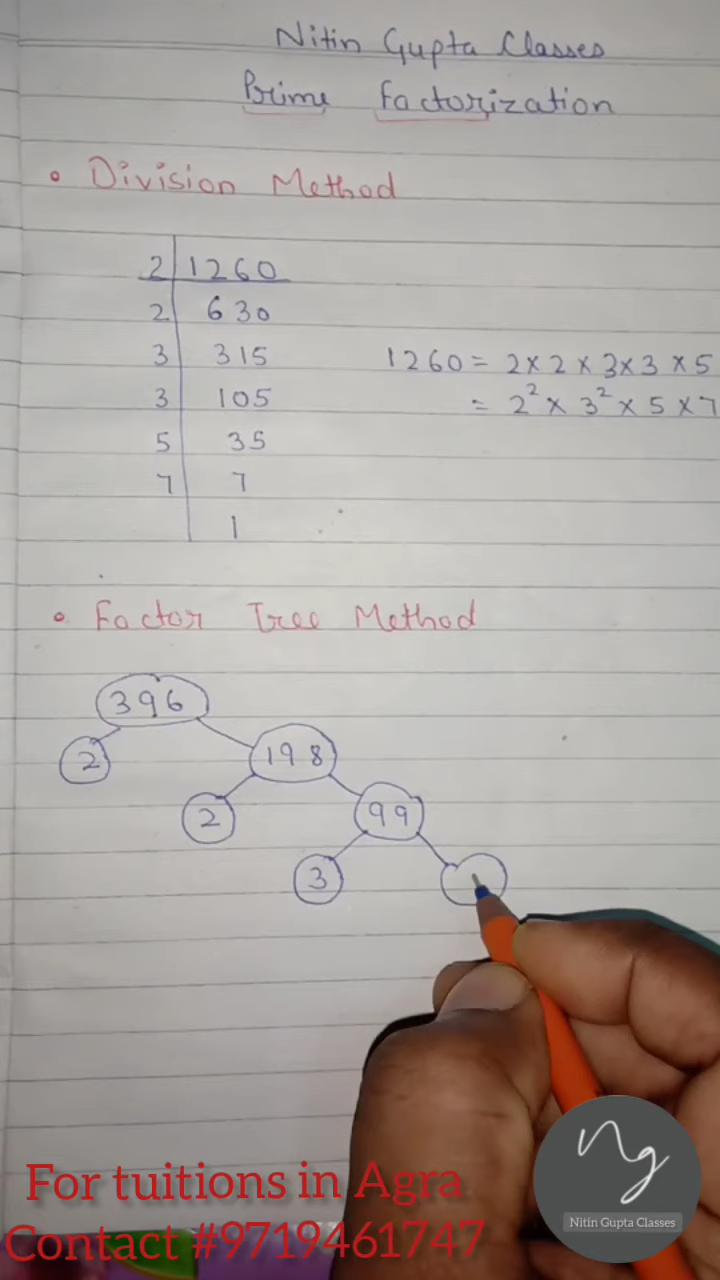 Nitin Gupta Classes
Prime Factorization
• Division Method
2 | 1260
2 | 630
3 | 315
3 | 105
5 | 35
7 | 7
1
1260 = 2 × 2 × 3 × 3 × 5
= 2² × 3² × 5 × 7
• Factor Tree Method
396
2 198
2 99
3
For tuitions in Agra
Contact #9719461747
Ng
Nitin Gupta Classes